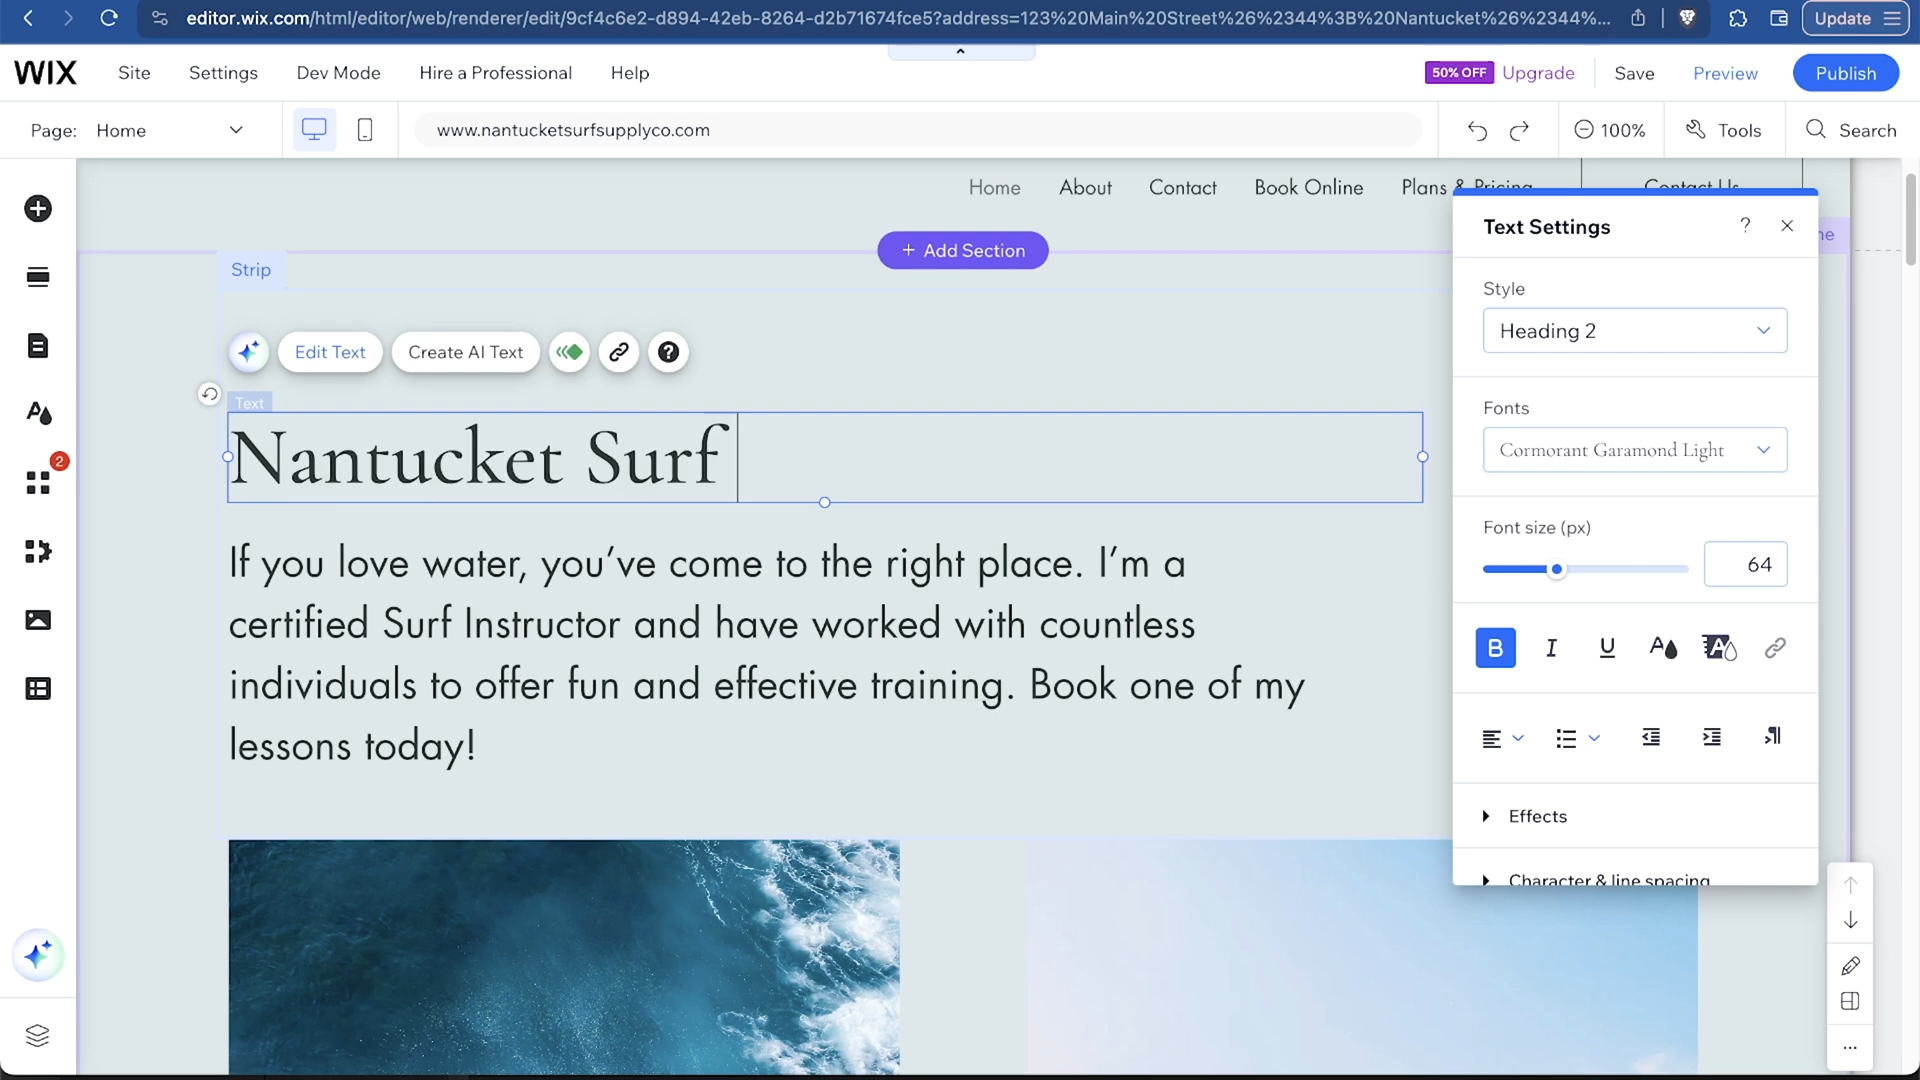 editor.wix.com/html/editor/web/renderer/edit/9cf4c6e2-d894-42eb-8264-d2b71674fce5?address=123%20Main%20Street%26%2344%3B%20Nantucket%26%2344%...
Update
WIX
Site
Settings
Dev Mode
Hire a Professional
Help
50% OFF
Upgrade
Save
Preview
Publish
Page:
Home
www.nantucketsurfsupplyco.com
100%
Tools
Search
Home
About
Contact
Book Online
Plans & Pricing
Contact Us
+ Add Section
Strip
Edit Text
Create AI Text
Text
Nantucket Surf
If you love water, you’ve come to the right place. I’m a
certified Surf Instructor and have worked with countless
individuals to offer fun and effective training. Book one of my
lessons today!
2
Text Settings
?
Style
Heading 2
Fonts
Cormorant Garamond Light
Font size (px)
64
B
I
U
Effects
Character & line spacing